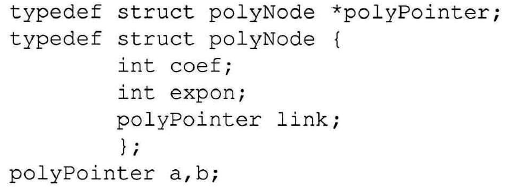 typedef struct polyNode *polyPointer;
typedef struct polyNode {
int coef;
int expon;
polyPointer link;
};
polyPointer a,b;